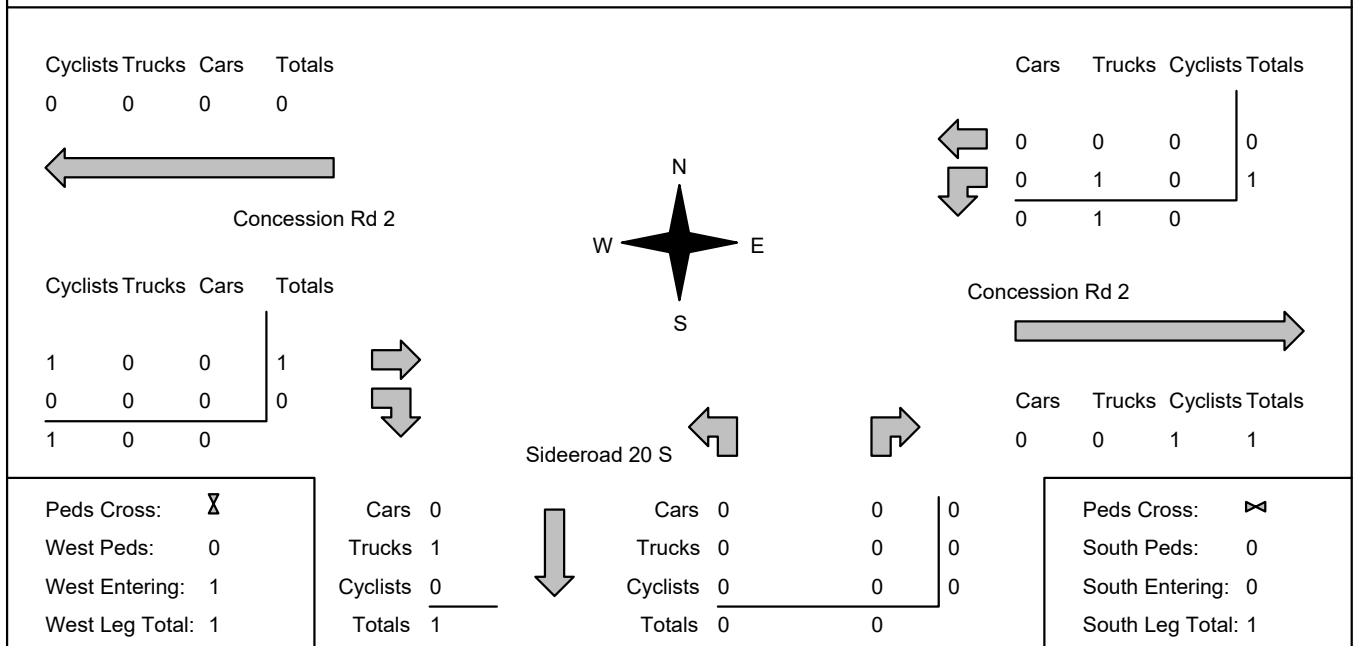 Cyclists Trucks Cars Totals
0 0 0 0
Concession Rd 2
Cyclists Trucks Cars Totals
1 0 0 1
0 0 0 0
1 0 0
N
W E
S
Cars Trucks Cyclists Totals
0 0 0 0
0 1 0 1
0 1 0
Concession Rd 2
Cars Trucks Cyclists Totals
0 0 1 1
Sideeroad 20 S
Peds Cross:
West Peds: 0
West Entering: 1
West Leg Total: 1
Cars 0
Trucks 1
Cyclists 0
Totals 1
Cars 0 0 0
Trucks 0 0 0
Cyclists 0 0 0
Totals 0 0
Peds Cross:
South Peds: 0
South Entering: 0
South Leg Total: 1